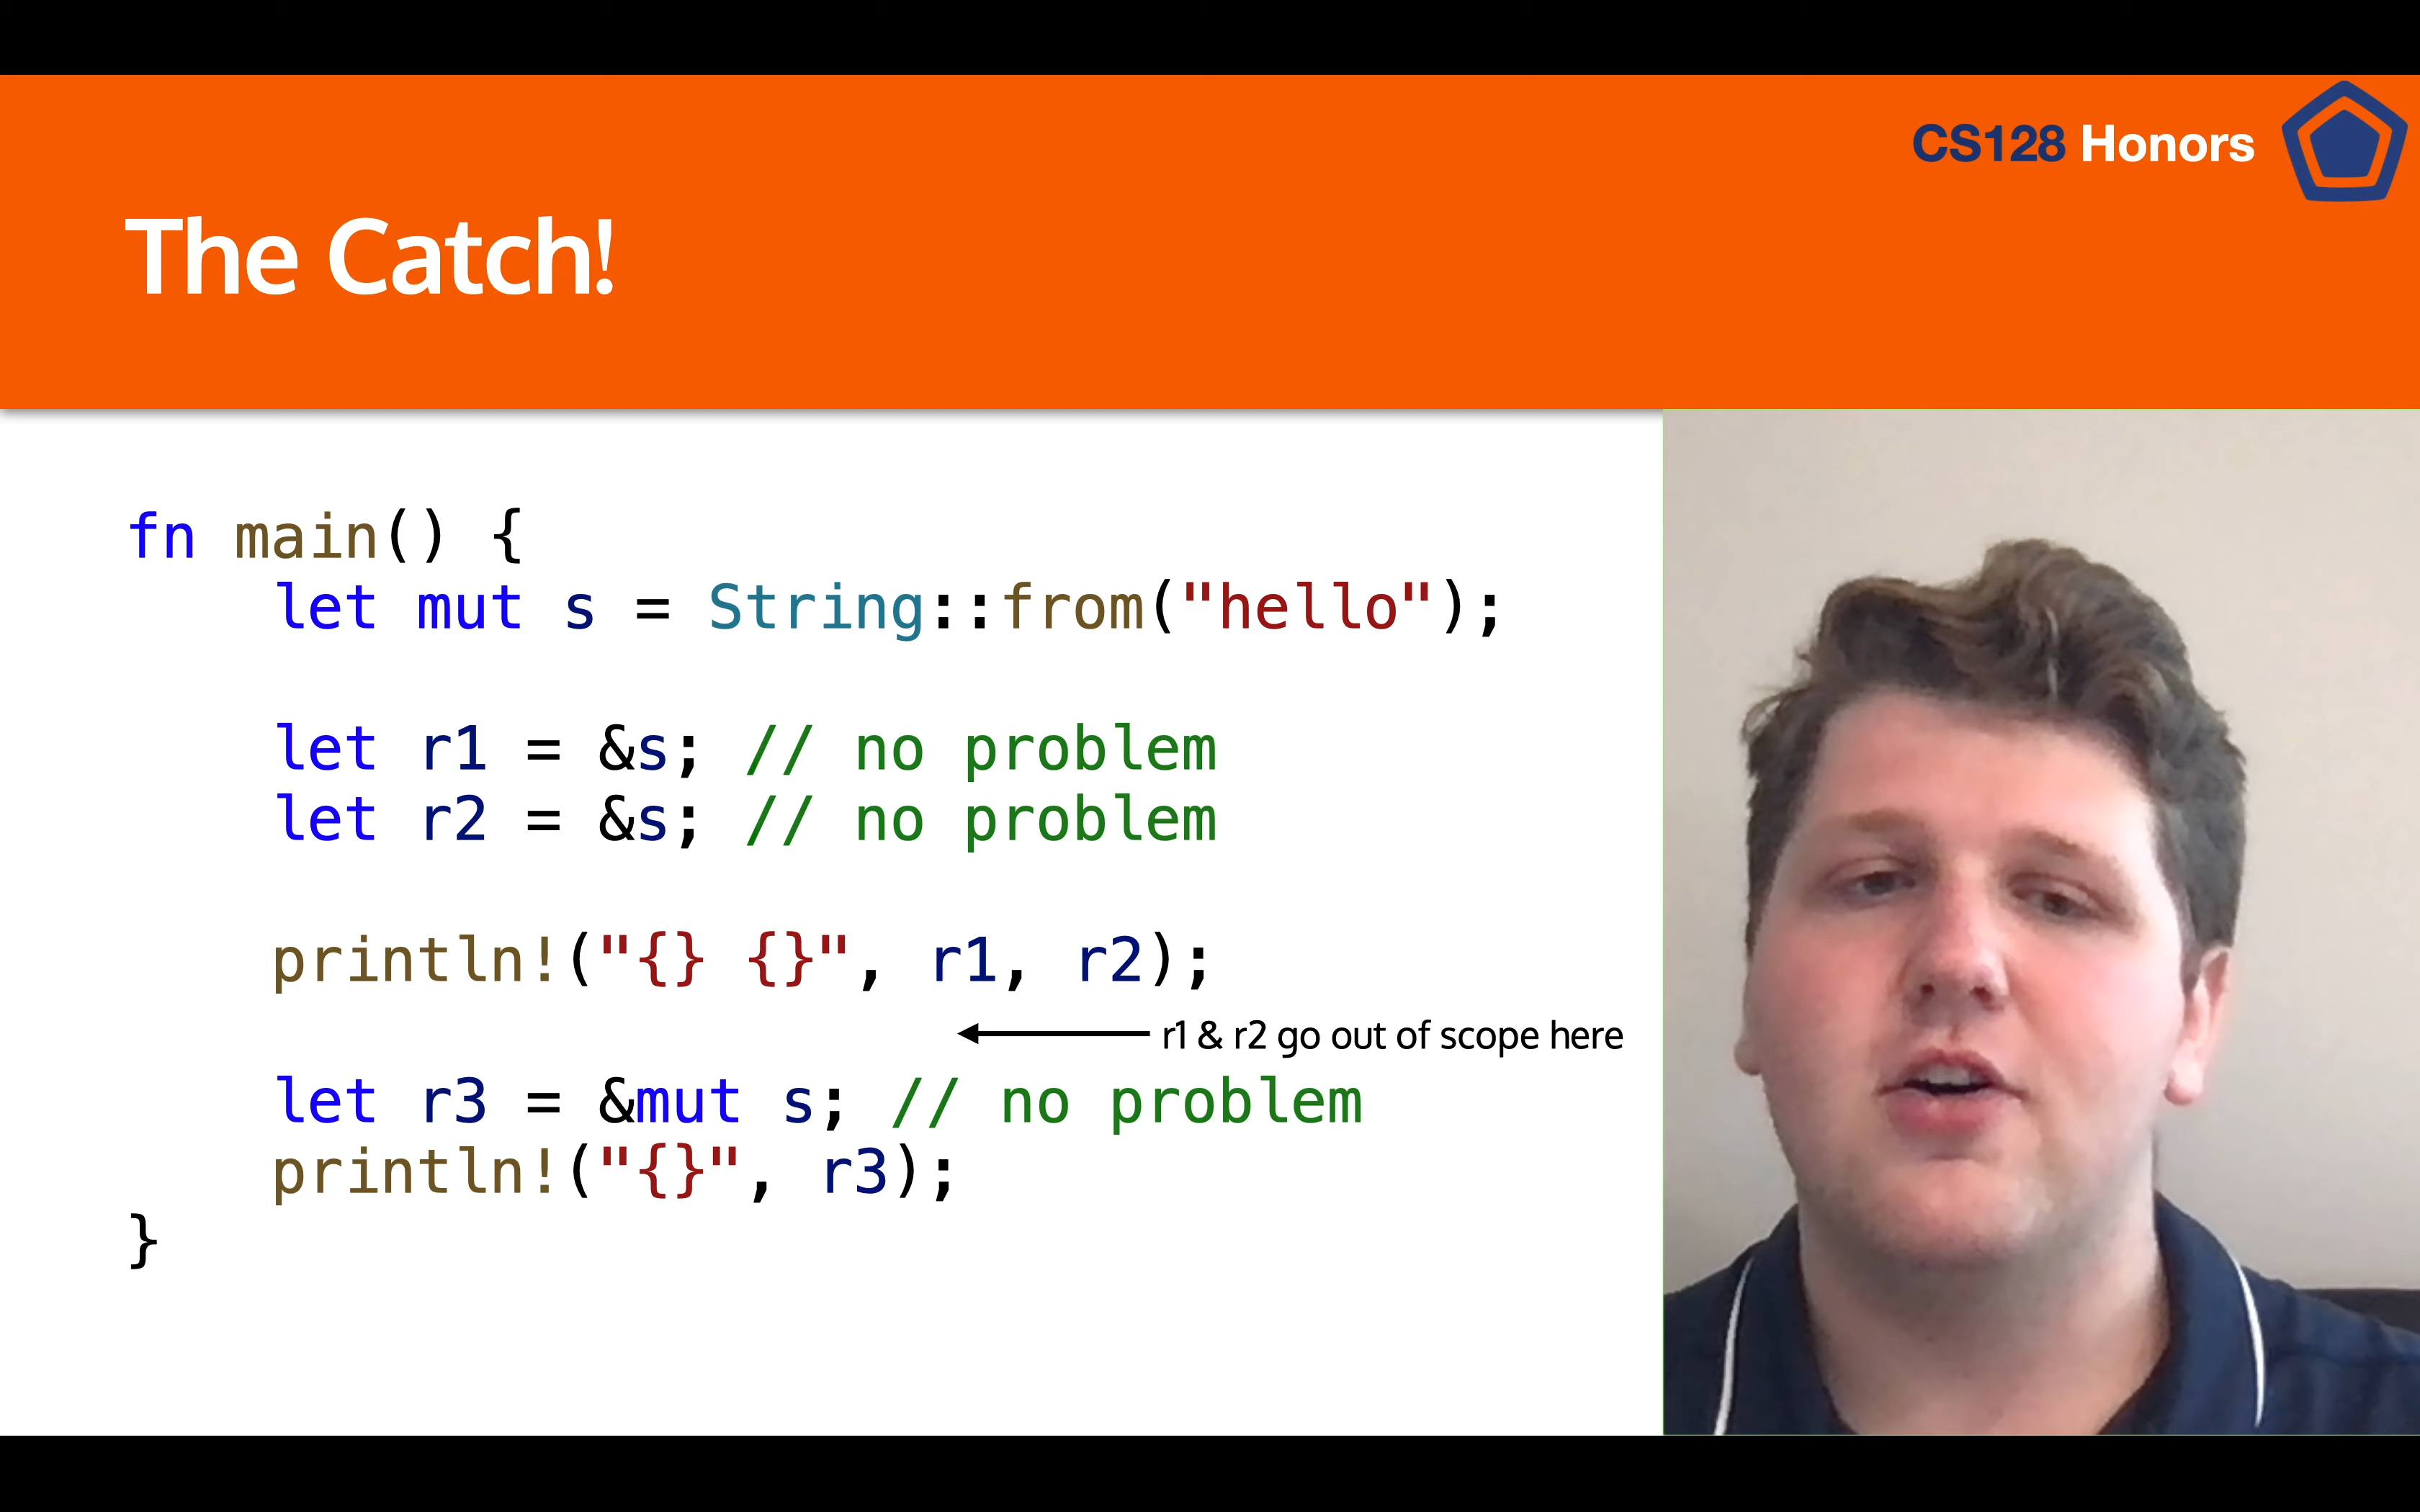 CS128 Honors
The Catch!
fn main() {
    let mut s = String::from("hello");
    let r1 = &s; // no problem
    let r2 = &s; // no problem
    println!("{} {}", r1, r2);
r1 & r2 go out of scope here
    let r3 = &mut s; // no problem
    println!("{}", r3);
}